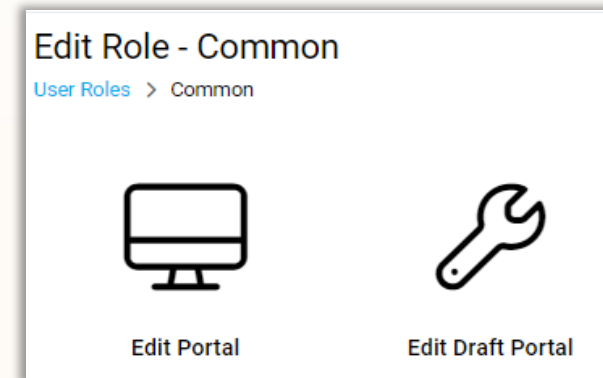 Edit Role - Common
User Roles > Common
Edit Portal
Edit Draft Portal